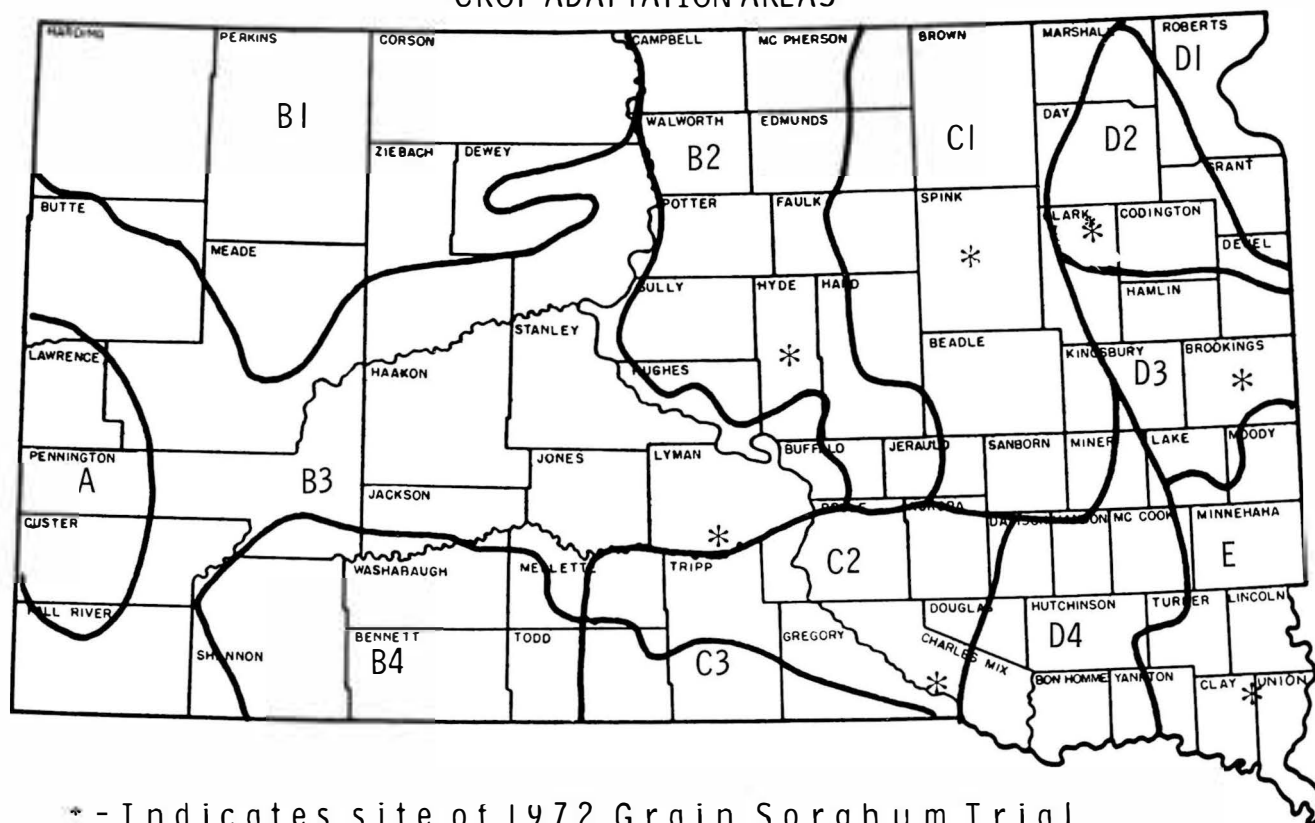 CROP ADAPTATION AREAS
HARDING
PERKINS
CORSON
CAMPBELL
MC PHERSON
BROWN
MARSHALL
ROBERTS
D1
B1
WALWORTH
EDMUNDS
DAY
C1
D2
ZIEBACH
DEWEY
B2
GRANT
BUTTE
POTTER
FAULK
SPINK
CLARK
*
CODINGTON
MEADE
*
DEUEL
SULLY
HYDE
HAND
HAMLIN
STANLEY
LAWRENCE
HAAKON
HUGHES
*
BEADLE
KINGSBURY
D3
BROOKINGS
*
PENNINGTON
A
B3
JONES
LYMAN
BUFFALO
JERAULD
SANBORN
MINER
LAKE
MOODY
JACKSON
CUSTER
*
BRULE
AURORA
DAVISON
HANSON
MC COOK
MINNEHAHA
C2
E
WASHABAUGH
MELLETTE
TRIPP
FALL RIVER
DOUGLAS
HUTCHINSON
TURNER
LINCOLN
SHANNON
BENNETT
B4
TODD
C3
GREGORY
CHARLES MIX
D4
*
BON HOMME
YANKTON
CLAY
*
UNION
* - Indicates site of 1972 Grain Sorghum Trial